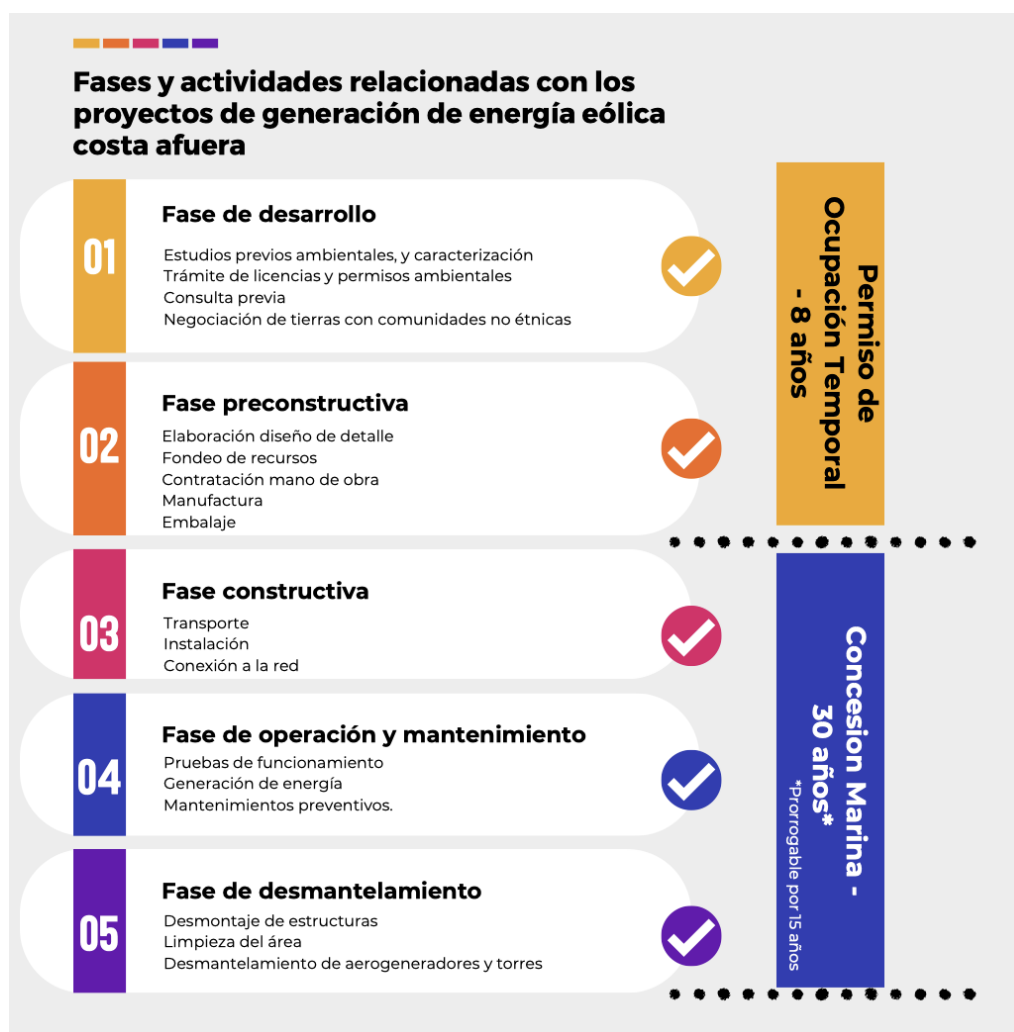 Fases y actividades relacionadas con los
proyectos de generación de energía eólica
costa afuera
01
Fase de desarrollo
Estudios previos ambientales, y caracterización
Trámite de licencias y permisos ambientales
Consulta previa
Negociación de tierras con comunidades no étnicas
02
Fase preconstructiva
Elaboración diseño de detalle
Fondeo de recursos
Contratación mano de obra
Manufactura
Embalaje
Permiso de
Ocupación Temporal
- 8 años
03
Fase constructiva
Transporte
Instalación
Conexión a la red
04
Fase de operación y mantenimiento
Pruebas de funcionamiento
Generación de energía
Mantenimientos preventivos.
05
Fase de desmantelamiento
Desmontaje de estructuras
Limpieza del área
Desmantelamiento de aerogeneradores y torres
Concesion Marina -
30 años*
*Prorrogable por 15 años